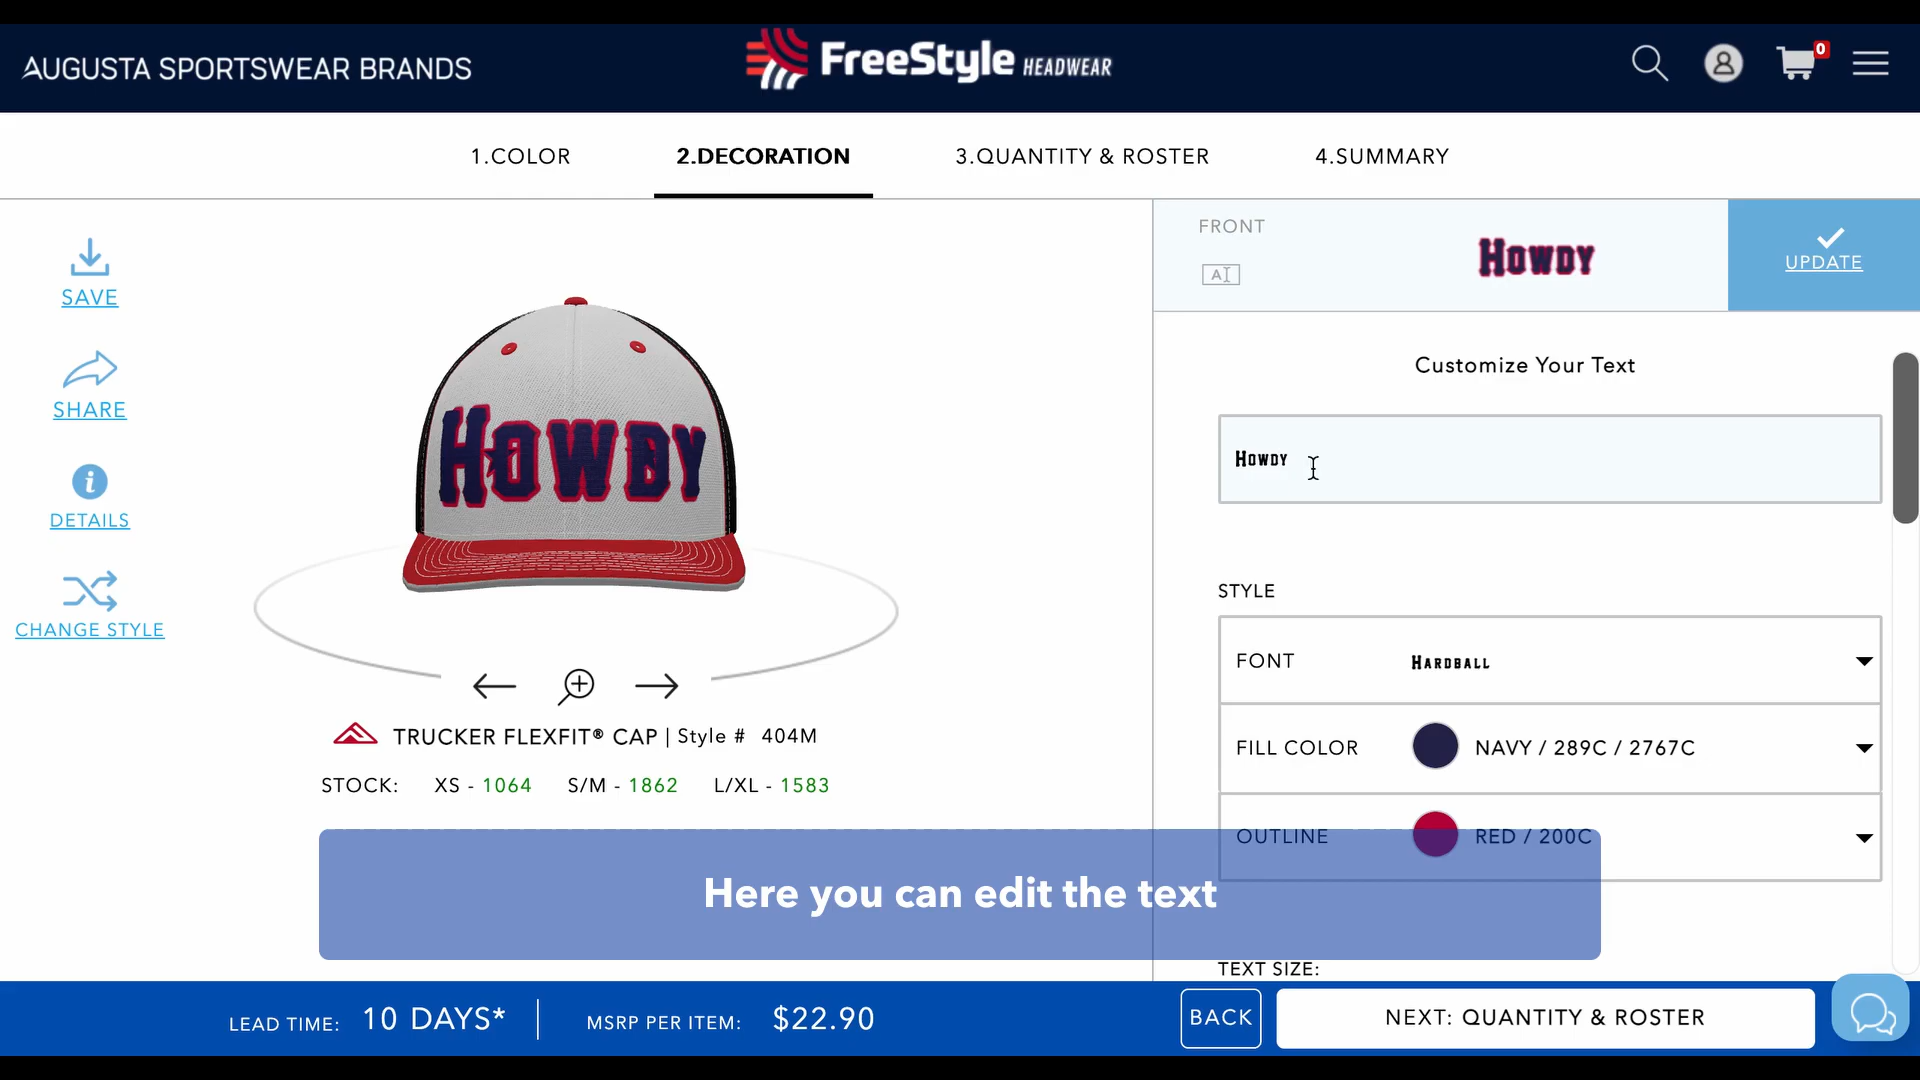 AUGUSTA SPORTSWEAR BRANDS
FreeStyle HEADWEAR
0
1.COLOR
2.DECORATION
3.QUANTITY & ROSTER
4.SUMMARY
SAVE
SHARE
DETAILS
CHANGE STYLE
HOWDY
TRUCKER FLEXFIT® CAP | Style # 404M
STOCK: XS - 1064 S/M - 1862 L/XL - 1583
FRONT
AI
HOWDY
UPDATE
Customize Your Text
HOWDY
STYLE
FONT HARDBALL
FILL COLOR NAVY / 289C / 2767C
OUTLINE RED / 200C
Here you can edit the text
TEXT SIZE:
LEAD TIME: 10 DAYS*
MSRP PER ITEM: $22.90
BACK
NEXT: QUANTITY & ROSTER